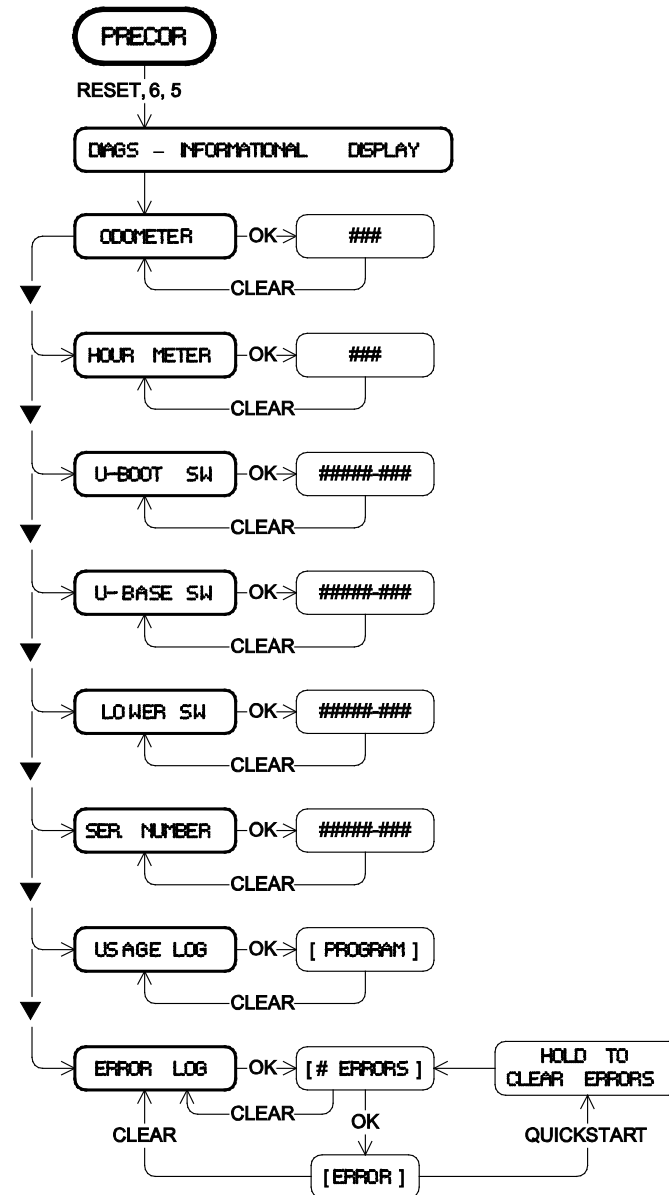 PRECOR
RESET, 6, 5
DIAGS – INFORMATIONAL DISPLAY
ODOMETER
OK
###
CLEAR
HOUR METER
OK
###
CLEAR
U-BOOT SW
OK
#####-###
CLEAR
U-BASE SW
OK
#####-###
CLEAR
LOWER SW
OK
#####-###
CLEAR
SER. NUMBER
OK
#####-###
CLEAR
USAGE LOG
OK
[ PROGRAM ]
CLEAR
ERROR LOG
OK
[ # ERRORS ]
HOLD TO
CLEAR ERRORS
CLEAR
CLEAR
OK
QUICKSTART
[ ERROR ]